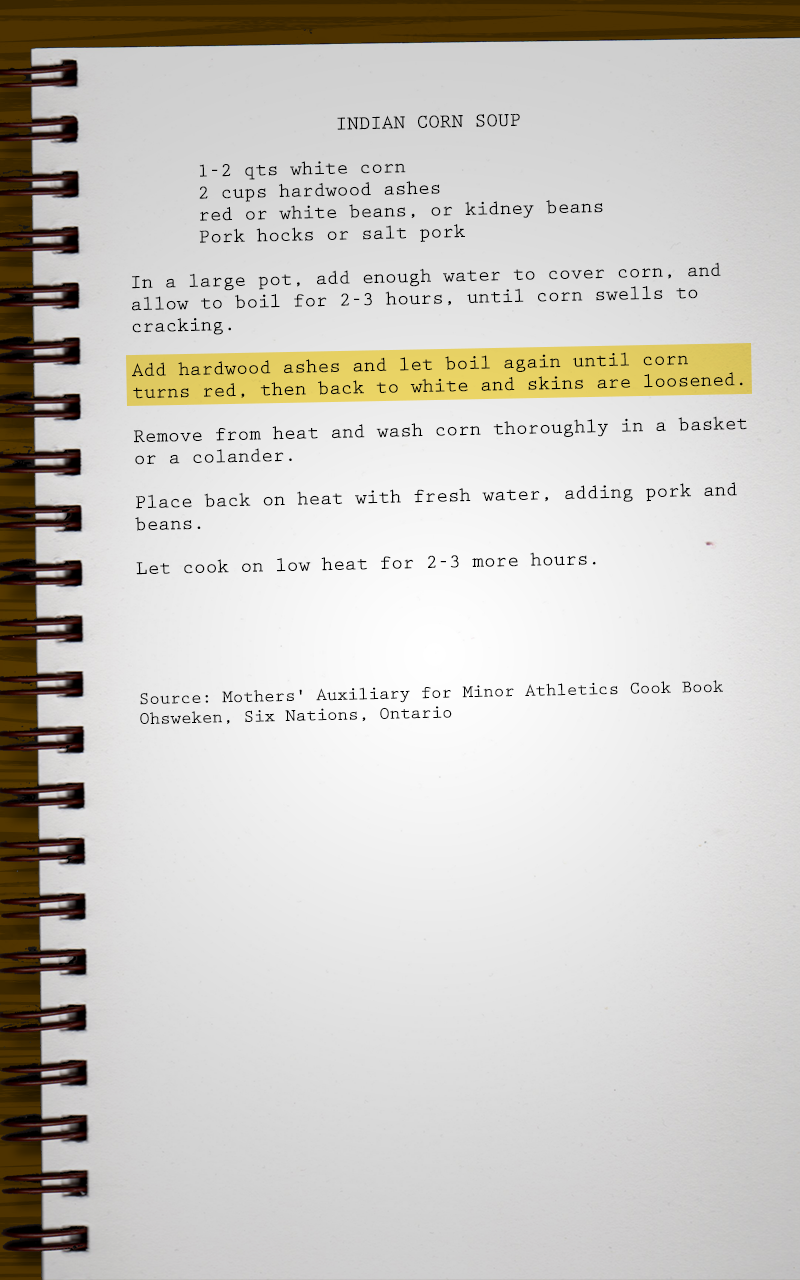 INDIAN CORN SOUP
1-2 qts white corn
2 cups hardwood ashes
red or white beans, or kidney beans
Pork hocks or salt pork
In a large pot, add enough water to cover corn, and
allow to boil for 2-3 hours, until corn swells to
cracking.
Add hardwood ashes and let boil again until corn
turns red, then back to white and skins are loosened.
Remove from heat and wash corn thoroughly in a basket
or a colander.
Place back on heat with fresh water, adding pork and
beans.
Let cook on low heat for 2-3 more hours.
Source: Mothers' Auxiliary for Minor Athletics Cook Book
Ohsweken, Six Nations, Ontario